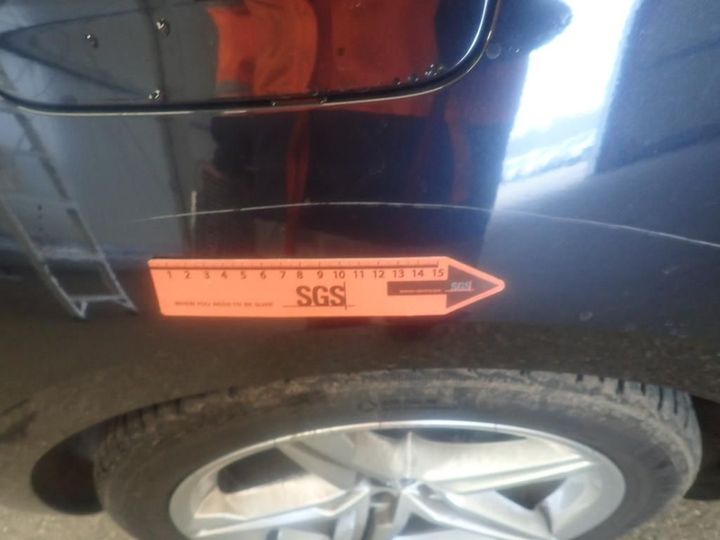 1 2 3 4 5 6 7 8 9 10 11 12 13 14 15
WHEN YOU NEED TO BE SURE SGS
SGS